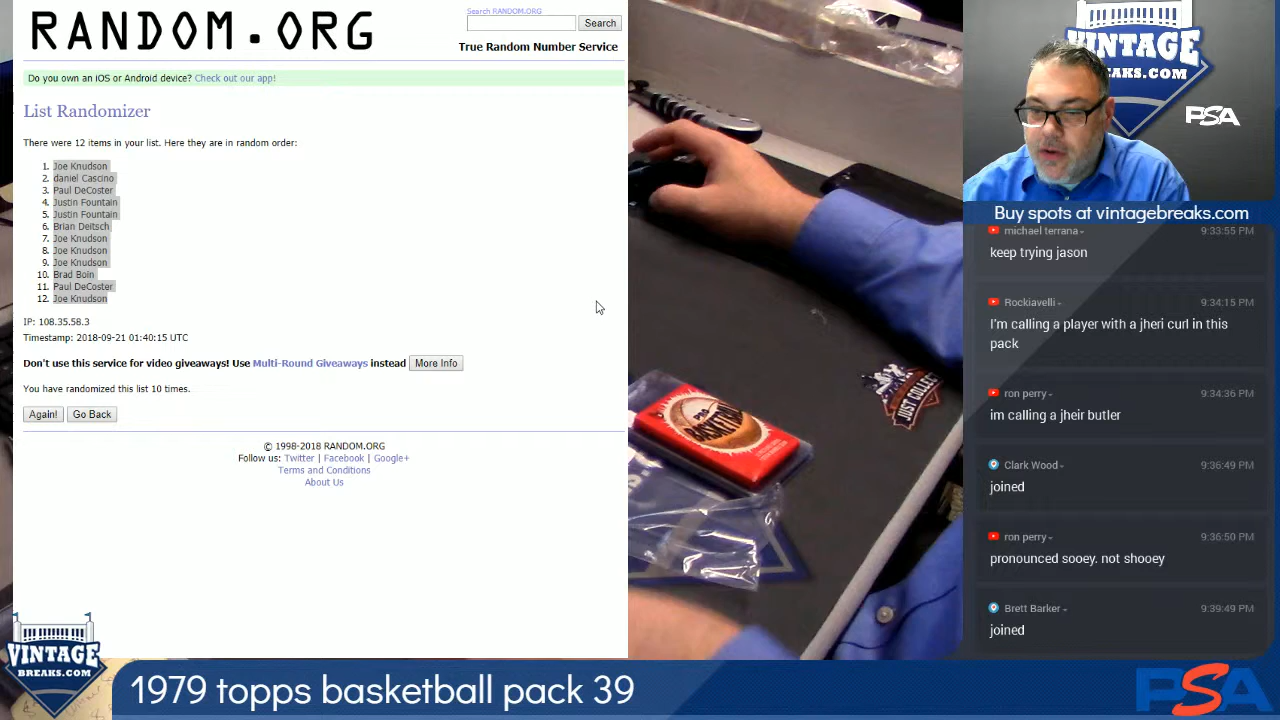 RANDOM.ORG
Search RANDOM.ORG
Search
True Random Number Service
Do you own an iOS or Android device? Check out our app!
List Randomizer
There were 12 items in your list. Here they are in random order:
1. Joe Knudson
2. daniel Cascino
3. Paul DeCoster
4. Justin Fountain
5. Justin Fountain
6. Brian Deitsch
7. Joe Knudson
8. Joe Knudson
9. Joe Knudson
10. Brad Boin
11. Paul DeCoster
12. Joe Knudson
IP: 108.35.58.3
Timestamp: 2018-09-21 01:40:15 UTC
Don't use this service for video giveaways! Use Multi-Round Giveaways instead More Info
You have randomized this list 10 times.
Again! Go Back
© 1998-2018 RANDOM.ORG
Follow us: Twitter | Facebook | Google+
Terms and Conditions
About Us
BASKETBALL
JUST COLLECT
VINTAGE
BREAKS.COM
PSA
Buy spots at vintagebreaks.com
michael terrana 9:33:55 PM
keep trying jason
Rockiavelli 9:34:15 PM
I'm calling a player with a jheri curl in this
pack
ron perry 9:34:36 PM
im calling a jheir butler
Clark Wood 9:36:49 PM
joined
ron perry 9:36:50 PM
pronounced sooey. not shooey
Brett Barker 9:39:49 PM
joined
VINTAGE
BREAKS.COM
1979 topps basketball pack 39
PSA